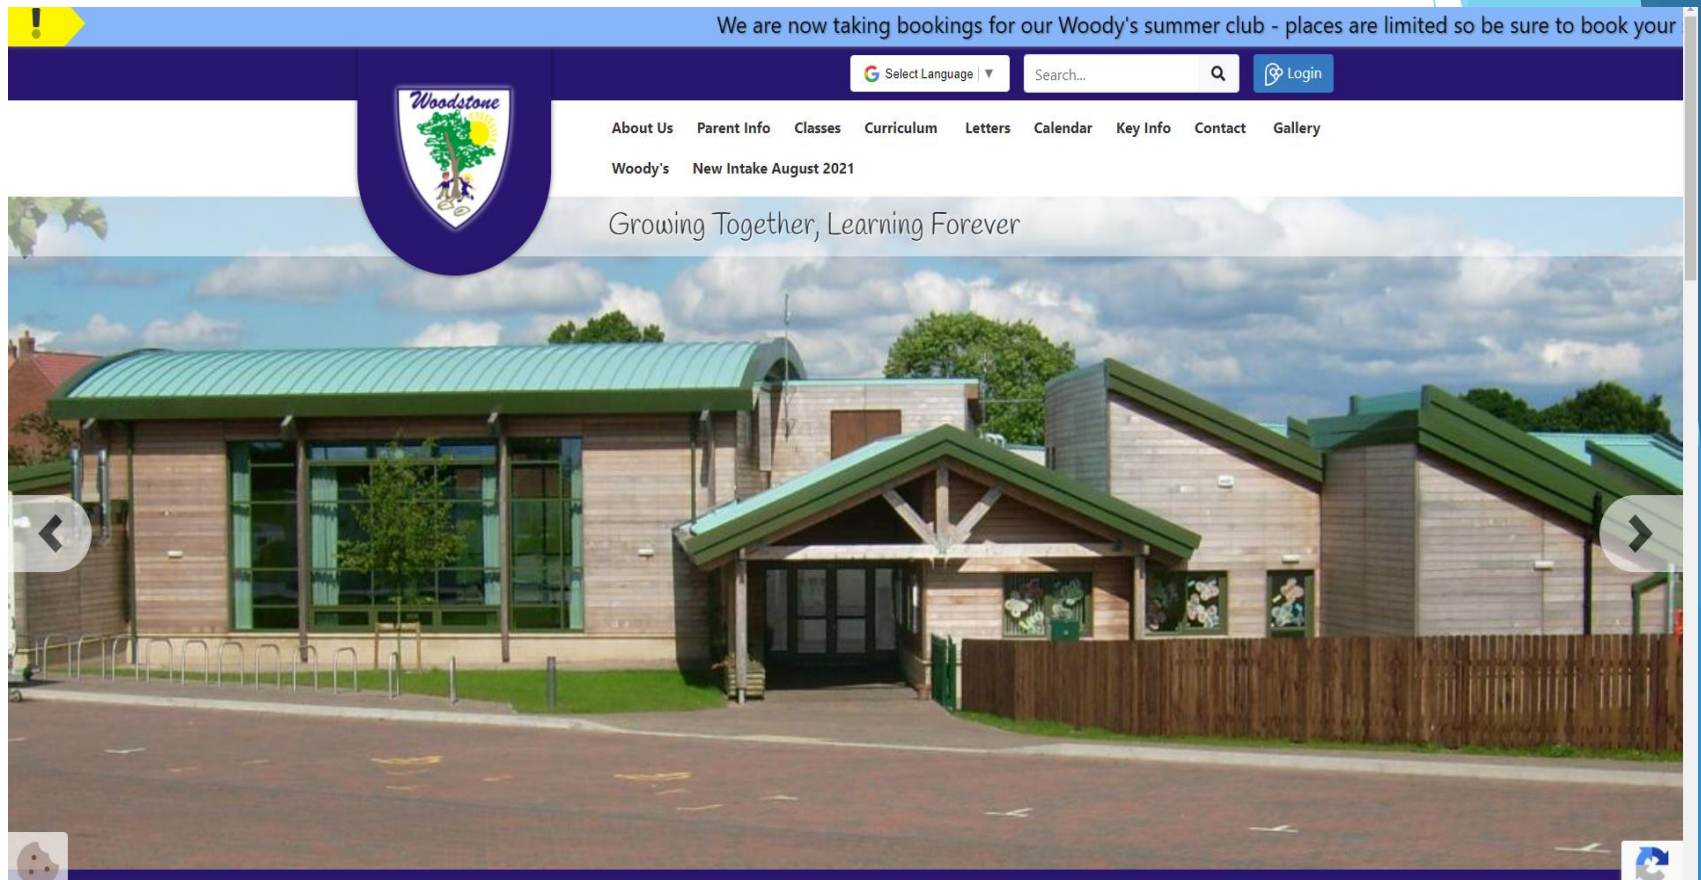 !
We are now taking bookings for our Woody's summer club - places are limited so be sure to book your
Select Language ▼
Search...
Login
Woodstone
About Us Parent Info Classes Curriculum Letters Calendar Key Info Contact Gallery
Woody's New Intake August 2021
Growing Together, Learning Forever